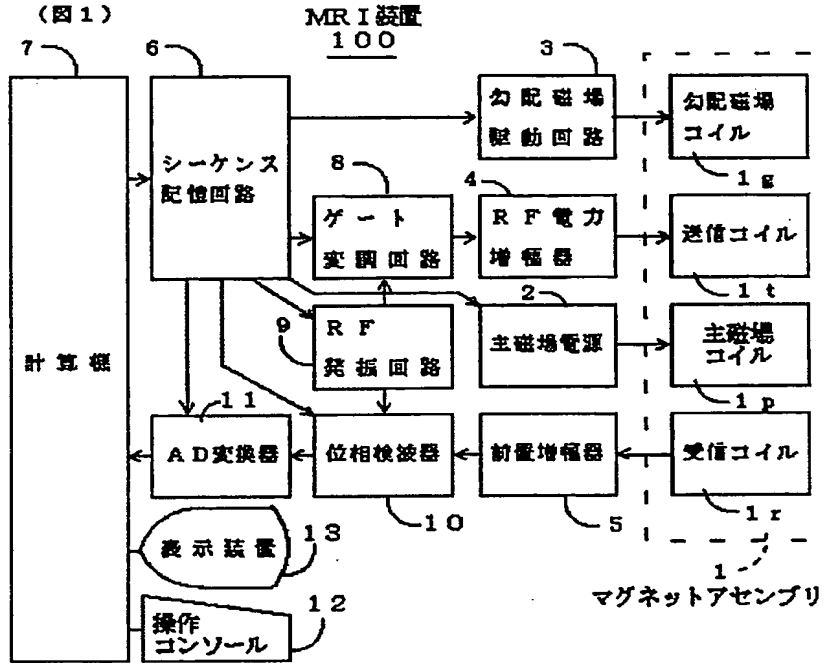 (図1)
MRI装置
100
7
6
3
勾配磁場
駆動回路
勾配磁場
コイル
1g
シーケンス
記憶回路
8
4
ゲート
変調回路
RF電力
増幅器
送信コイル
1t
2
9
RF
発振回路
主磁場電源
主磁場
コイル
1p
計算機
11
AD変換器
位相検波器
前置増幅器
受信コイル
10
5
1r
表示装置
13
1
マグネットアセンブリ
操作
コンソール
12